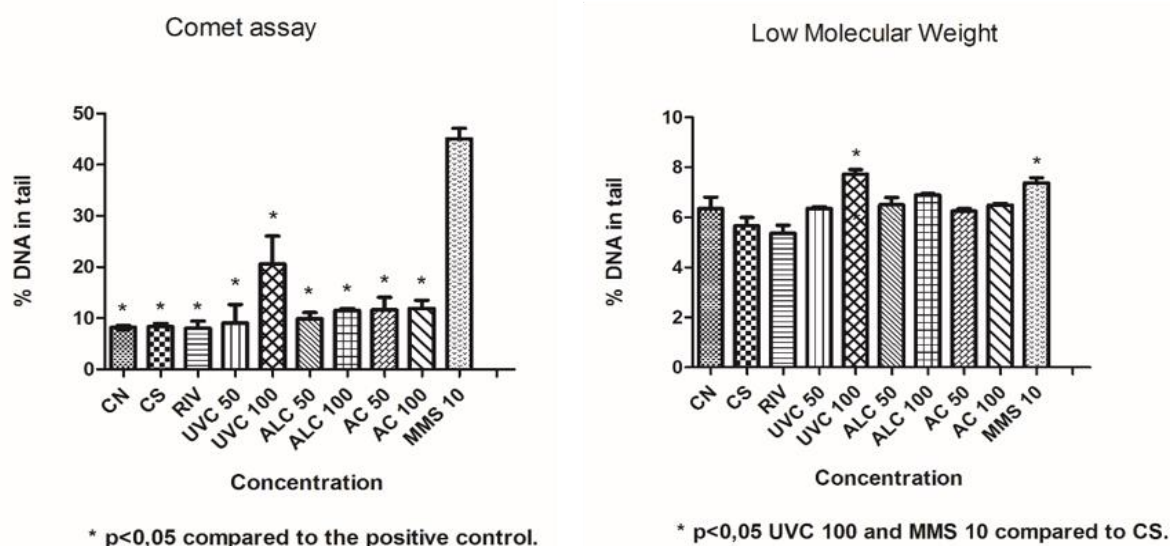 Comet assay
% DNA in tail
50
40
30
20
10
0
* * * * * * * * *
CN CS RIV UVC 50 UVC 100 ALC 50 ALC 100 AC 50 AC 100 MMS 10
Concentration
* p<0,05 compared to the positive control.
Low Molecular Weight
% DNA in tail
10
8
6
4
2
0
* *
CN CS RIV UVC 50 UVC 100 ALC 50 ALC 100 AC 50 AC 100 MMS 10
Concentration
* p<0,05 UVC 100 and MMS 10 compared to CS.